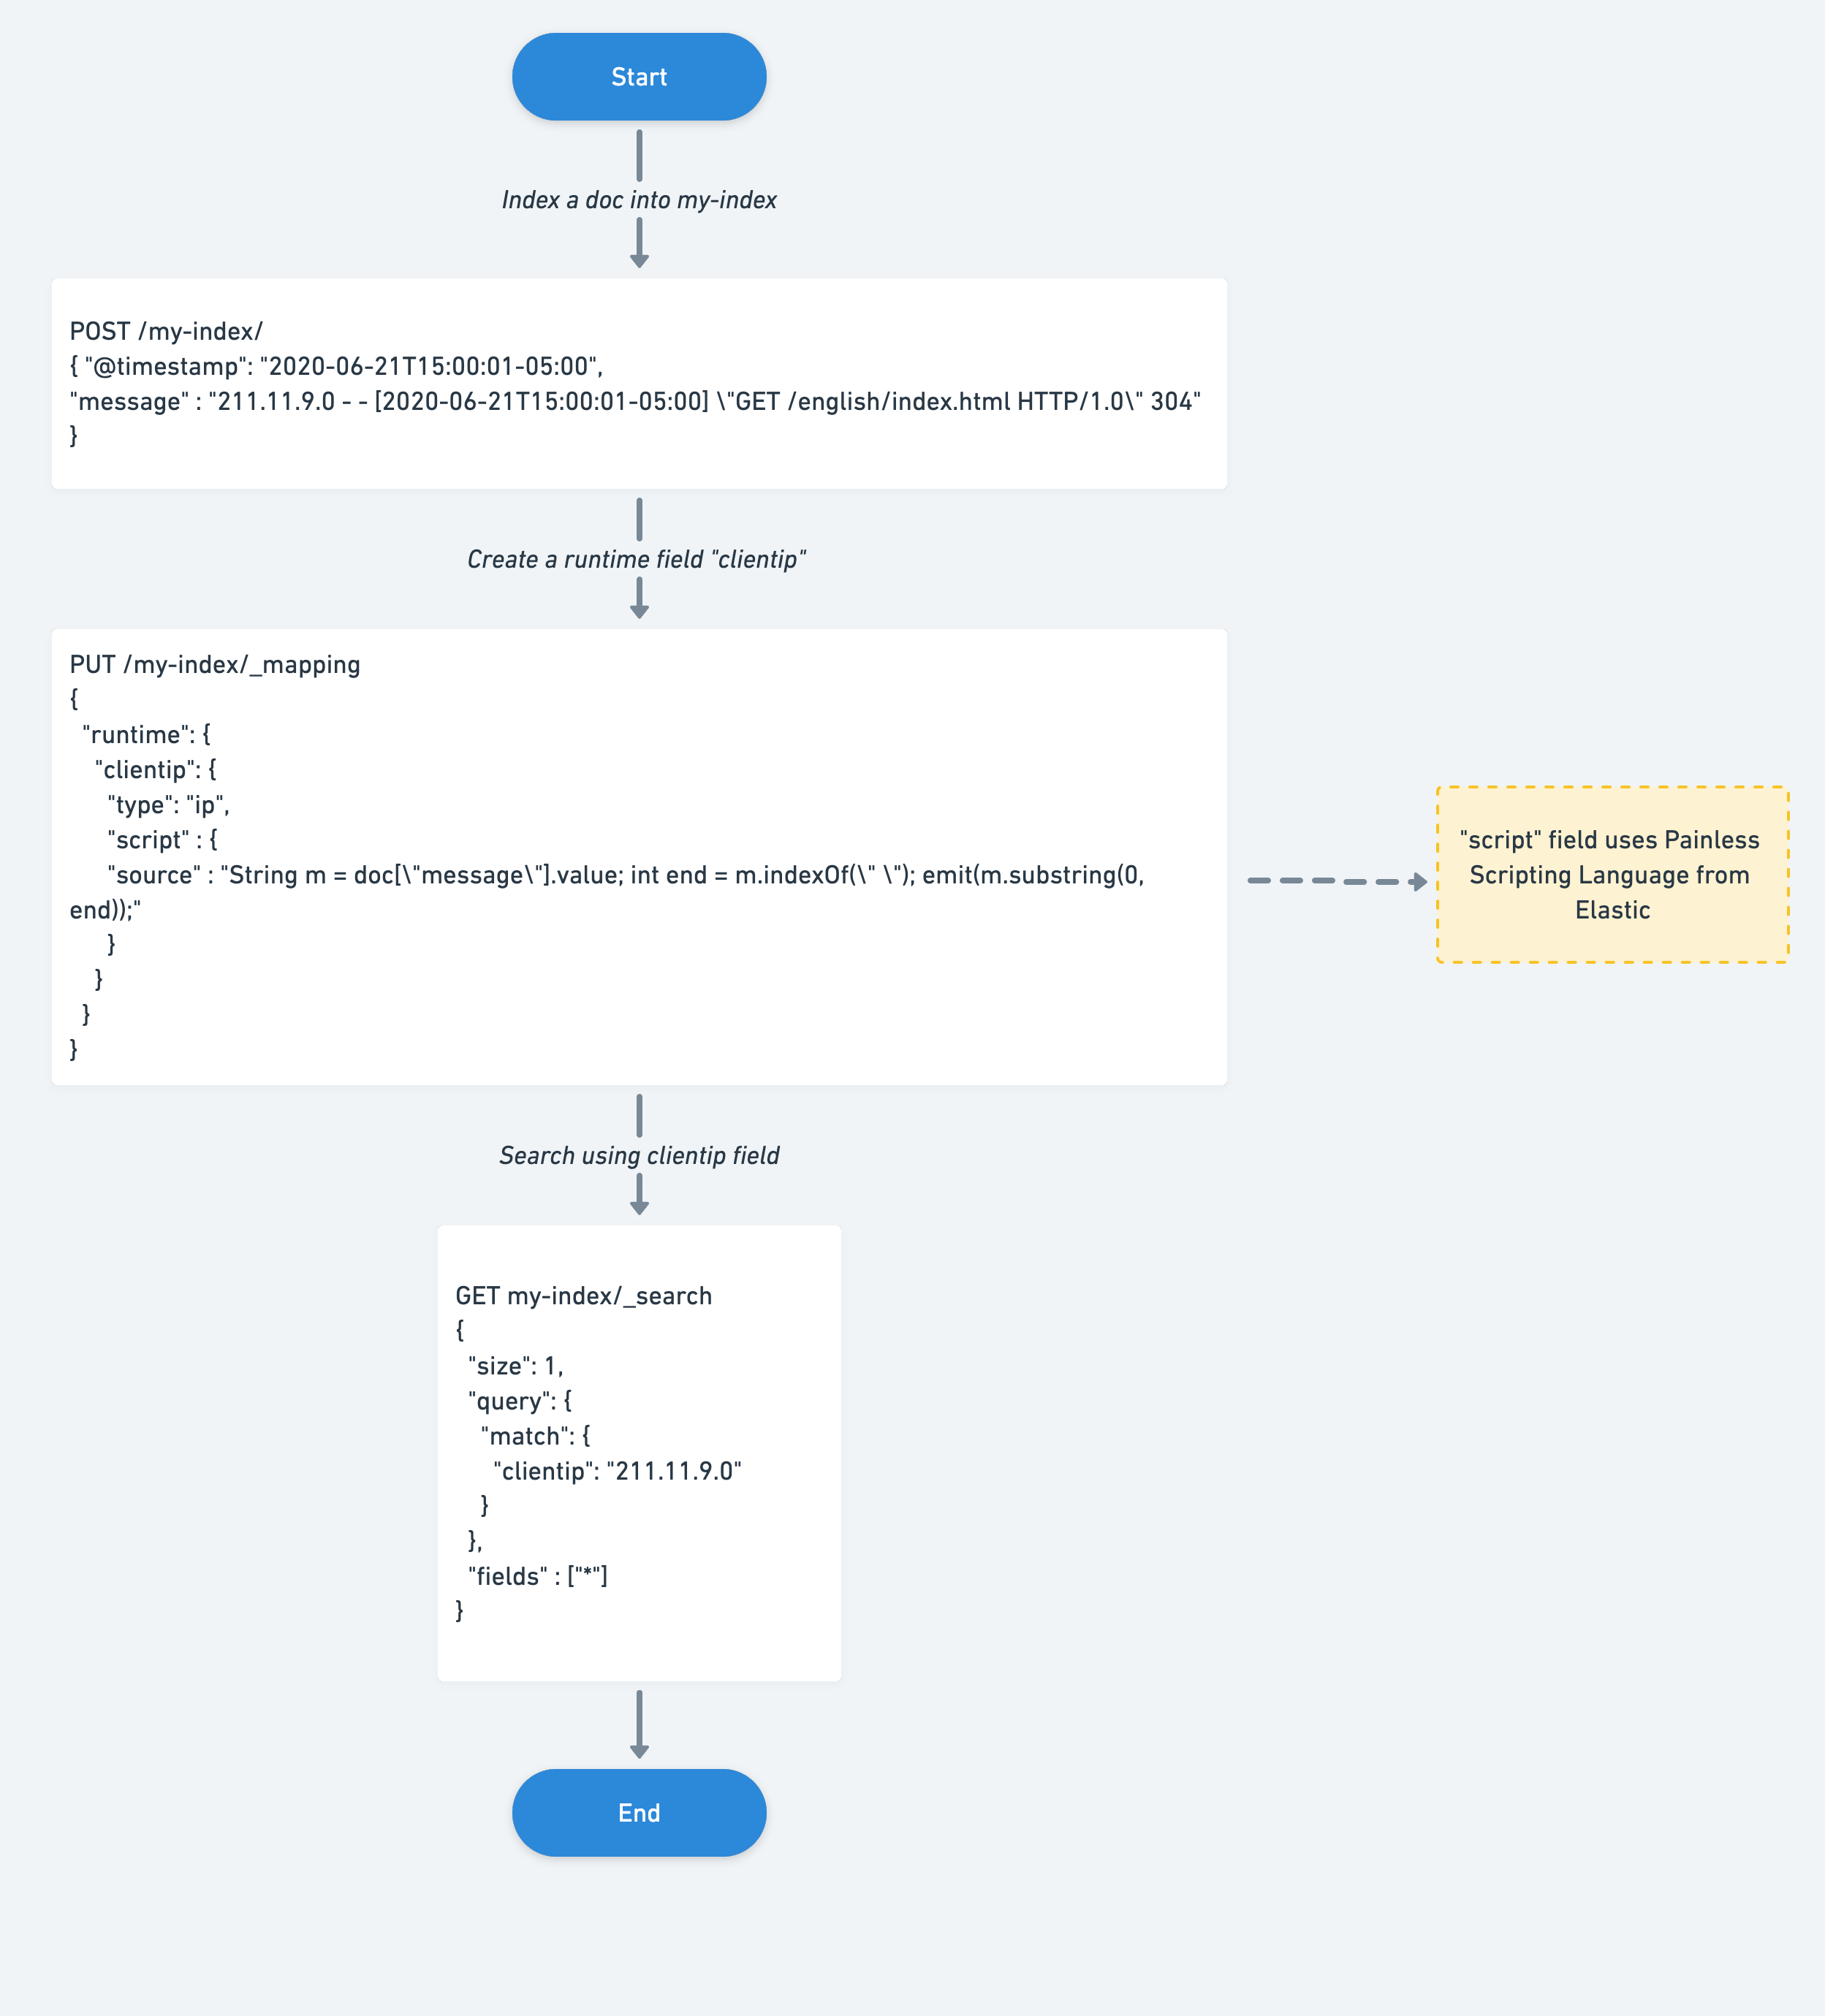 Start
Index a doc into my-index
POST /my-index/
{ "@timestamp": "2020-06-21T15:00:01-05:00",
"message" : "211.11.9.0 - - [2020-06-21T15:00:01-05:00] \"GET /english/index.html HTTP/1.0\" 304"
}
Create a runtime field "clientip"
PUT /my-index/_mapping
{
  "runtime": {
    "clientip": {
      "type": "ip",
      "script" : {
      "source" : "String m = doc[\"message\"].value; int end = m.indexOf(\" \"); emit(m.substring(0,
end));"
      }
    }
  }
}
"script" field uses Painless
Scripting Language from
Elastic
Search using clientip field
GET my-index/_search
{
  "size": 1,
  "query": {
    "match": {
      "clientip": "211.11.9.0"
    }
  },
  "fields" : ["*"]
}
End